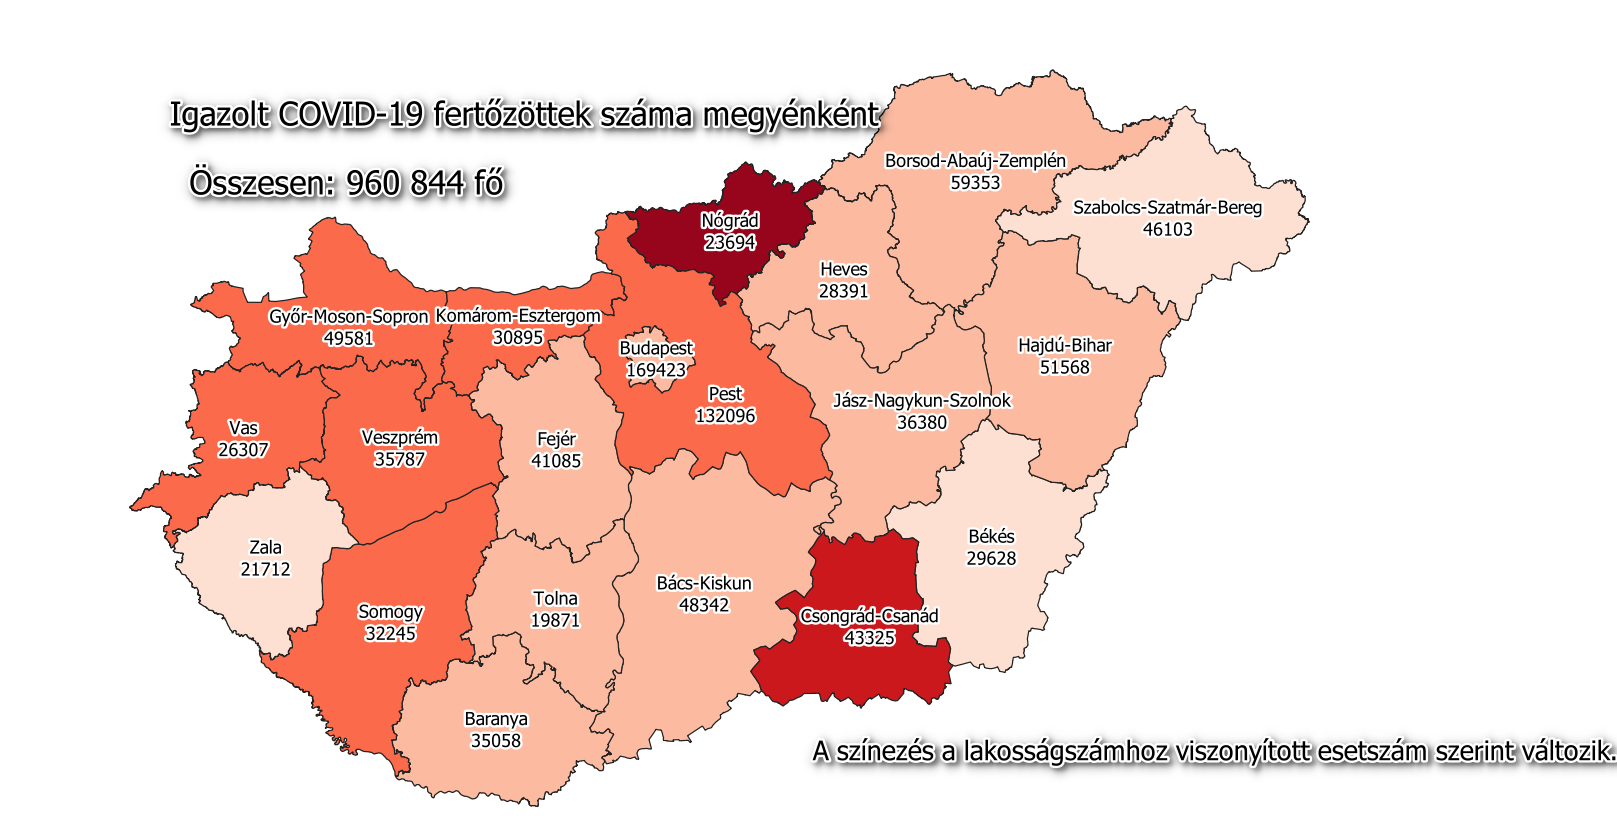 Igazolt COVID-19 fertőzöttek száma megyénként
Összesen: 960 844 fő
Borsod-Abaúj-Zemplén
59353
Szabolcs-Szatmár-Bereg
46103
Nógrád
23694
Heves
28391
Győr-Moson-Sopron
49581
Komárom-Esztergom
30895
Budapest
169423
Hajdú-Bihar
51568
Pest
132096
Jász-Nagykun-Szolnok
36380
Vas
26307
Veszprém
35787
Fejér
41085
Zala
21712
Békés
29628
Bács-Kiskun
48342
Tolna
19871
Somogy
32245
Csongrád-Csanád
43325
Baranya
35058
A színezés a lakosságszámhoz viszonyított esetszám szerint változik.